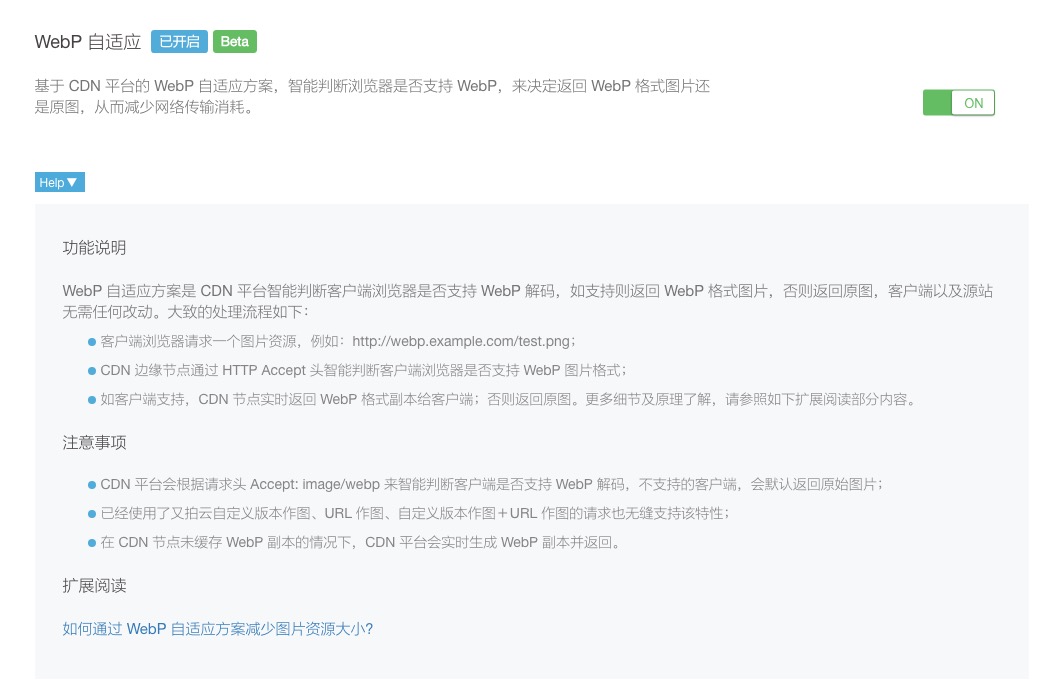 WebP 自适应 已开启 Beta
基于 CDN 平台的 WebP 自适应方案，智能判断浏览器是否支持 WebP，来决定返回 WebP 格式图片还
是原图，从而减少网络传输消耗。
ON
Help▼
功能说明
WebP 自适应方案是 CDN 平台智能判断客户端浏览器是否支持 WebP 解码，如支持则返回 WebP 格式图片，否则返回原图，客户端以及源站
无需任何改动。大致的处理流程如下：
客户端浏览器请求一个图片资源，例如：http://webp.example.com/test.png；
CDN 边缘节点通过 HTTP Accept 头智能判断客户端浏览器是否支持 WebP 图片格式；
如客户端支持，CDN 节点实时返回 WebP 格式副本给客户端；否则返回原图。更多细节及原理了解，请参照如下扩展阅读部分内容。
注意事项
CDN 平台会根据请求头 Accept: image/webp 来智能判断客户端是否支持 WebP 解码，不支持的客户端，会默认返回原始图片；
已经使用了又拍云自定义版本作图、URL 作图、自定义版本作图＋URL 作图的请求也无缝支持该特性；
在 CDN 节点未缓存 WebP 副本的情况下，CDN 平台会实时生成 WebP 副本并返回。
扩展阅读
如何通过 WebP 自适应方案减少图片资源大小?